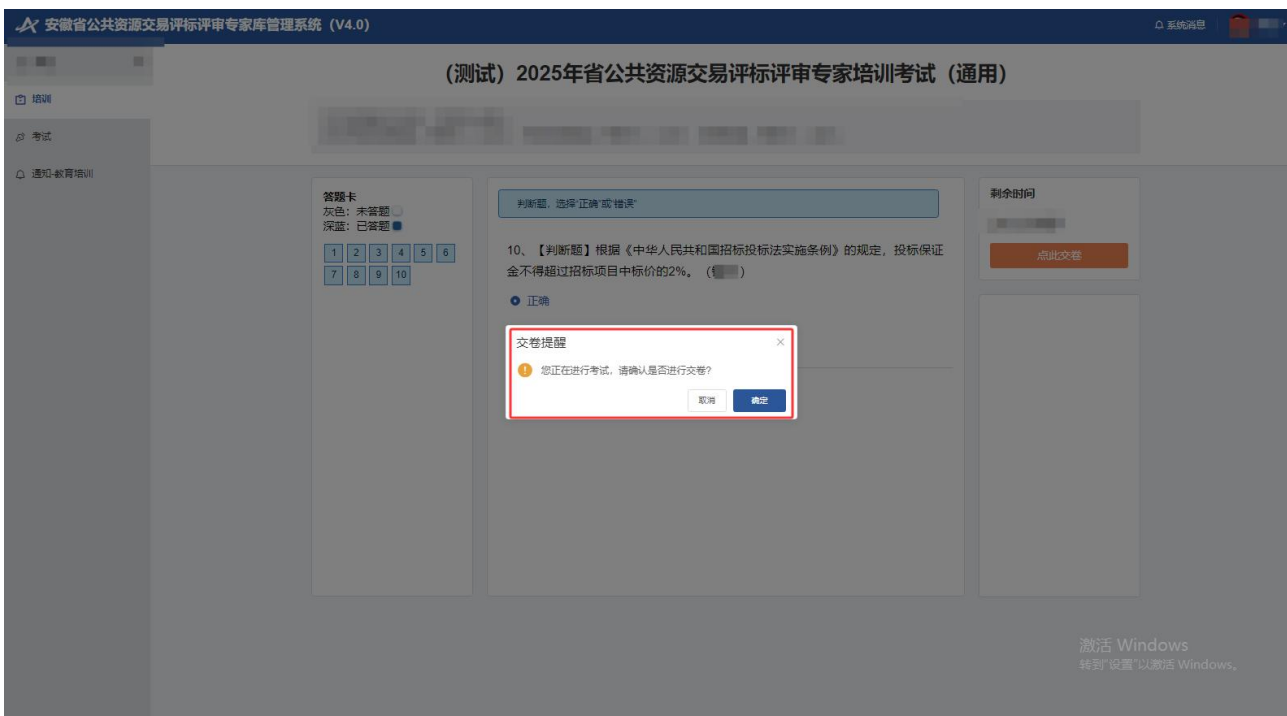 安徽省公共资源交易评标评审专家库管理系统（V4.0）
系统消息
培训
考试
通知-教育培训
（测试）2025年省公共资源交易评标评审专家培训考试（通用）
答题卡
灰色：未答题
深蓝：已答题
1 2 3 4 5 6
7 8 9 10
判断题，选择“正确”或“错误”
10、【判断题】根据《中华人民共和国招标投标法实施条例》的规定，投标保证
金不得超过招标项目中标价的2%。（ ）
正确
剩余时间
点此交卷
交卷提醒
您正在进行考试，请确认是否进行交卷？
取消 确定
激活 Windows
转到“设置”以激活 Windows。